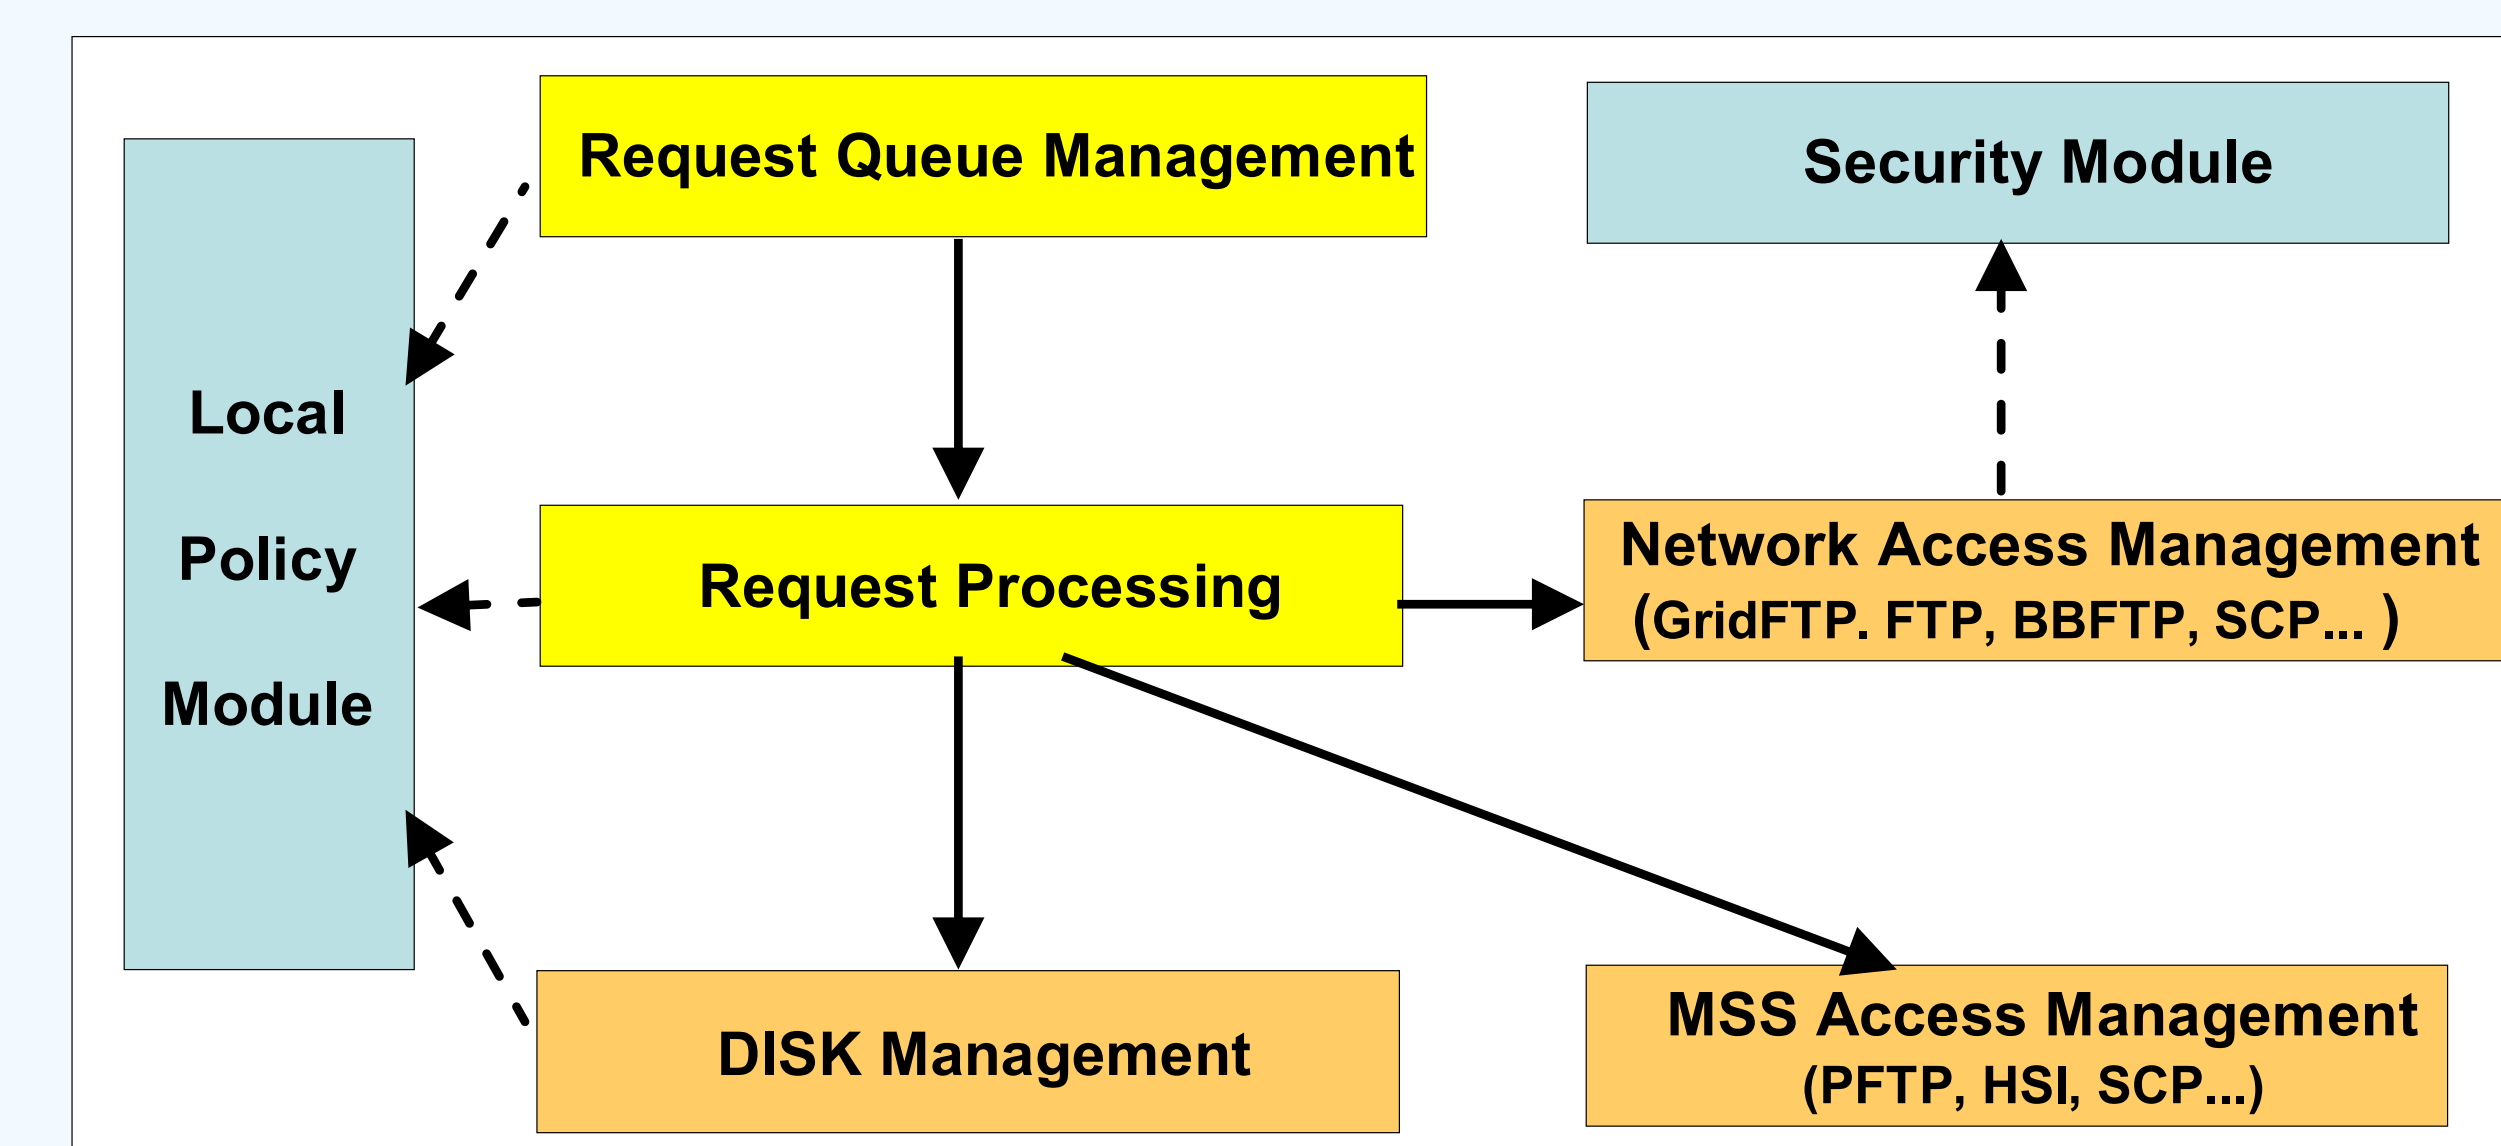 Request Queue Management
Security Module
Local
Policy
Module
Request Processing
Network Access Management
(GridFTP. FTP, BBFTP, SCP... )
DISK Management
MSS Access Management
(PFTP, HSI, SCP...)